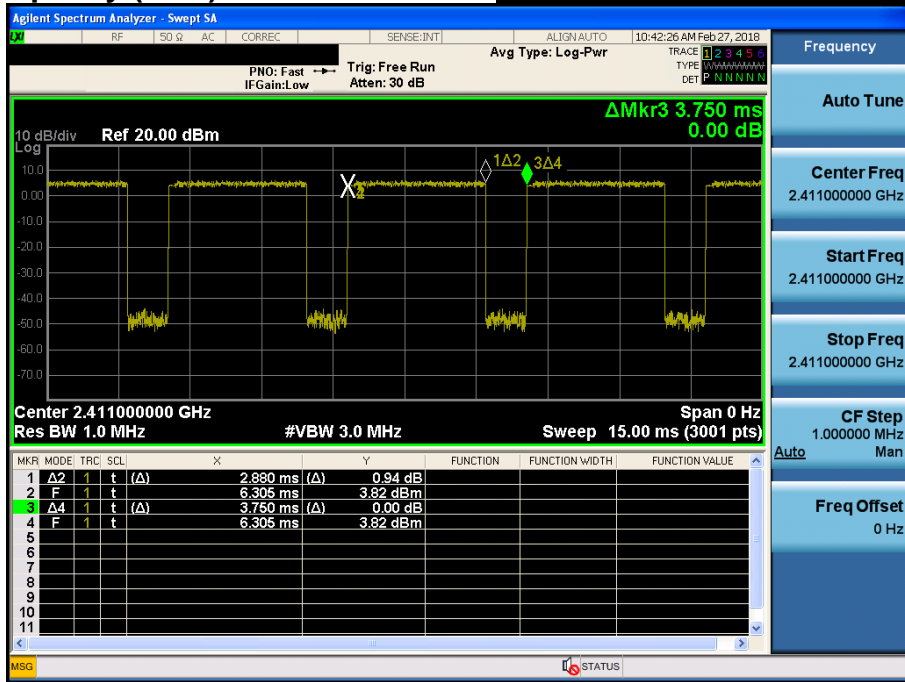 Agilent Spectrum Analyzer - Swept SA
LXI RF 50 Ω AC CORREC SENSE:INT ALIGNAUTO 10:42:26 AM Feb 27, 2018
PNO: Fast Trig: Free Run Avg Type: Log-Pwr TRACE 1 2 3 4 5 6
IFGain:Low Atten: 30 dB TYPE
DET P N N N N N
ΔMkr3 3.750 ms
10 dB/div Ref 20.00 dBm 0.00 dB
Log
10.0
0.00
-10.0
-20.0
-30.0
-40.0
-50.0
-60.0
-70.0
1Δ2 3Δ4
X
Center 2.411000000 GHz Span 0 Hz
Res BW 1.0 MHz #VBW 3.0 MHz Sweep 15.00 ms (3001 pts)
MKR MODE TRC SCL X Y FUNCTION FUNCTION WIDTH FUNCTION VALUE
1 Δ2 1 t (Δ) 2.880 ms (Δ) 0.94 dB
2 F 1 t 6.305 ms 3.82 dBm
3 Δ4 1 t (Δ) 3.750 ms (Δ) 0.00 dB
4 F 1 t 6.305 ms 3.82 dBm
5
6
7
8
9
10
11
MSG STATUS
Frequency
Auto Tune
Center Freq
2.411000000 GHz
Start Freq
2.411000000 GHz
Stop Freq
2.411000000 GHz
CF Step
1.000000 MHz
Auto Man
Freq Offset
0 Hz